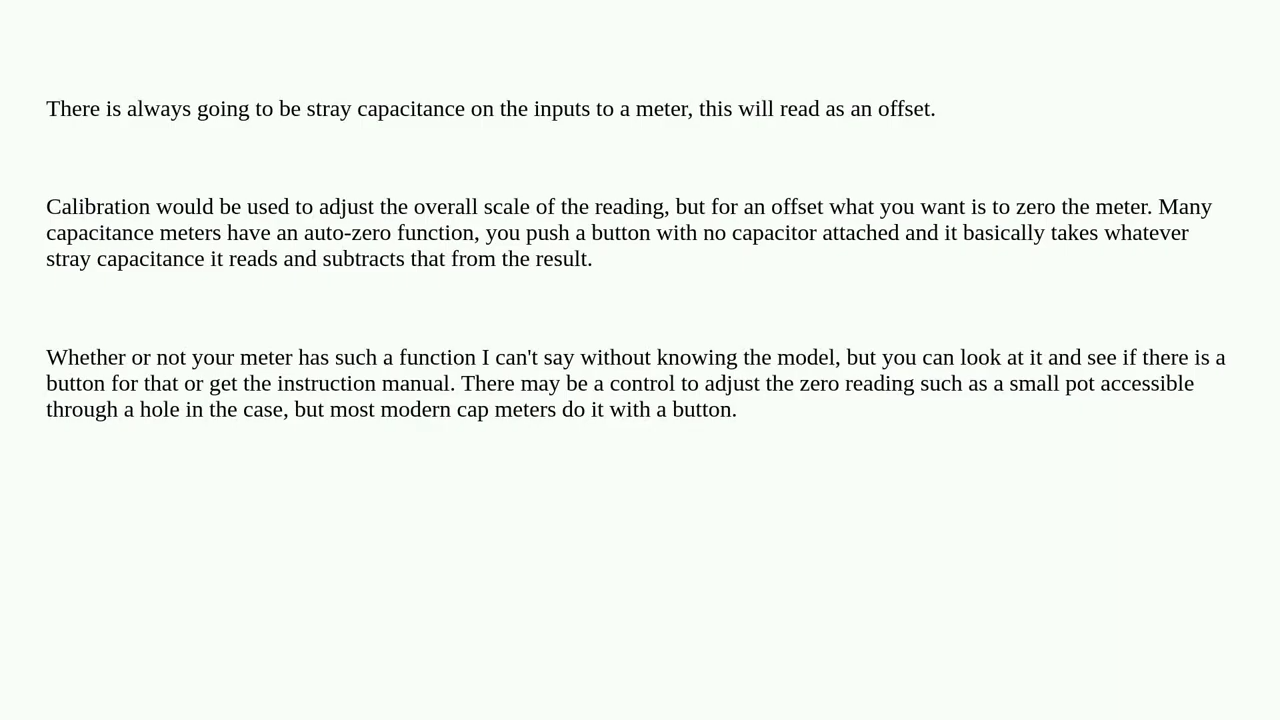 There is always going to be stray capacitance on the inputs to a meter, this will read as an offset.
Calibration would be used to adjust the overall scale of the reading, but for an offset what you want is to zero the meter. Many
capacitance meters have an auto-zero function, you push a button with no capacitor attached and it basically takes whatever
stray capacitance it reads and subtracts that from the result.
Whether or not your meter has such a function I can't say without knowing the model, but you can look at it and see if there is a
button for that or get the instruction manual. There may be a control to adjust the zero reading such as a small pot accessible
through a hole in the case, but most modern cap meters do it with a button.